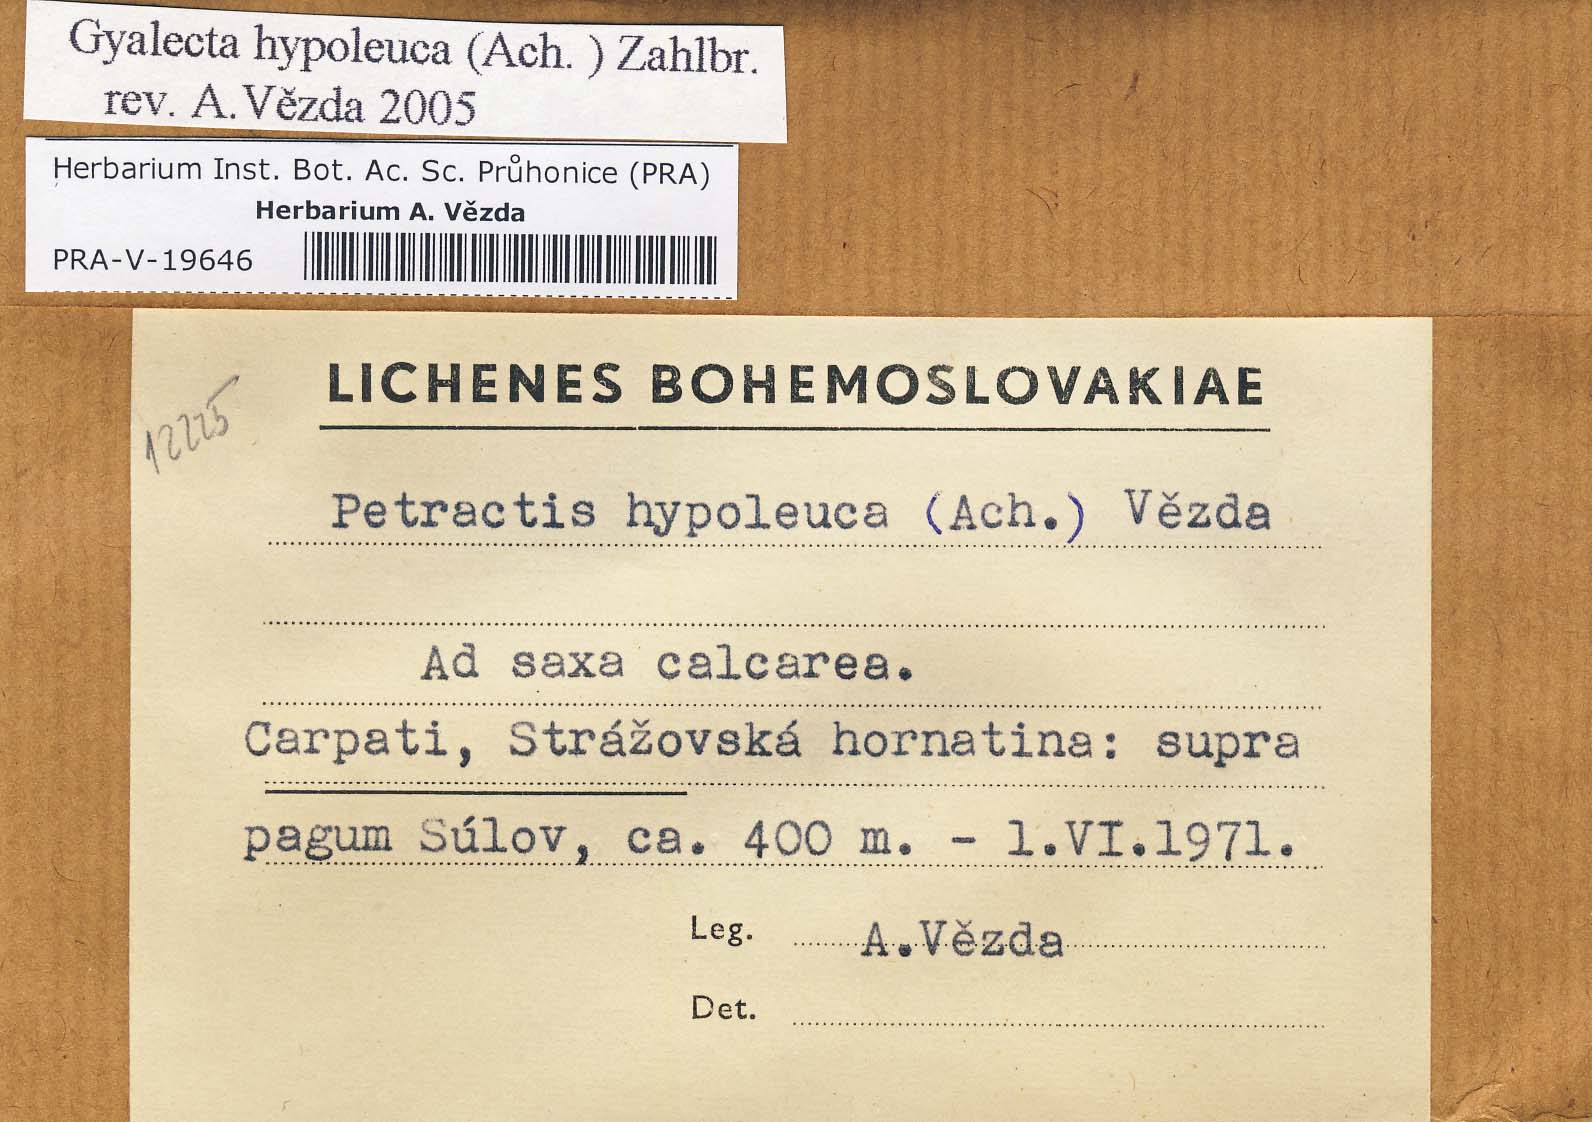 Gyalecta hypoleuca (Ach. ) Zahlbr.
rev. A. Vězda 2005
Herbarium Inst. Bot. Ac. Sc. Průhonice (PRA)
Herbarium A. Vězda
PRA-V-19646
LICHENES BOHEMOSLOVAKIAE
12225
Petractis hypoleuca (Ach.) Vězda
Ad saxa calcarea.
Carpati, Strážovská hornatina: supra
pagum Súlov, ca. 400 m. - 1.VI.1971.
Leg. A.Vězda
Det.